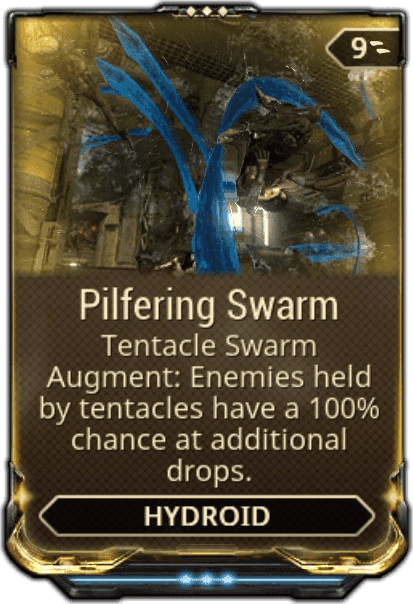 9
Pilfering Swarm
Tentacle Swarm
Augment: Enemies held
by tentacles have a 100%
chance at additional
drops.
HYDROID